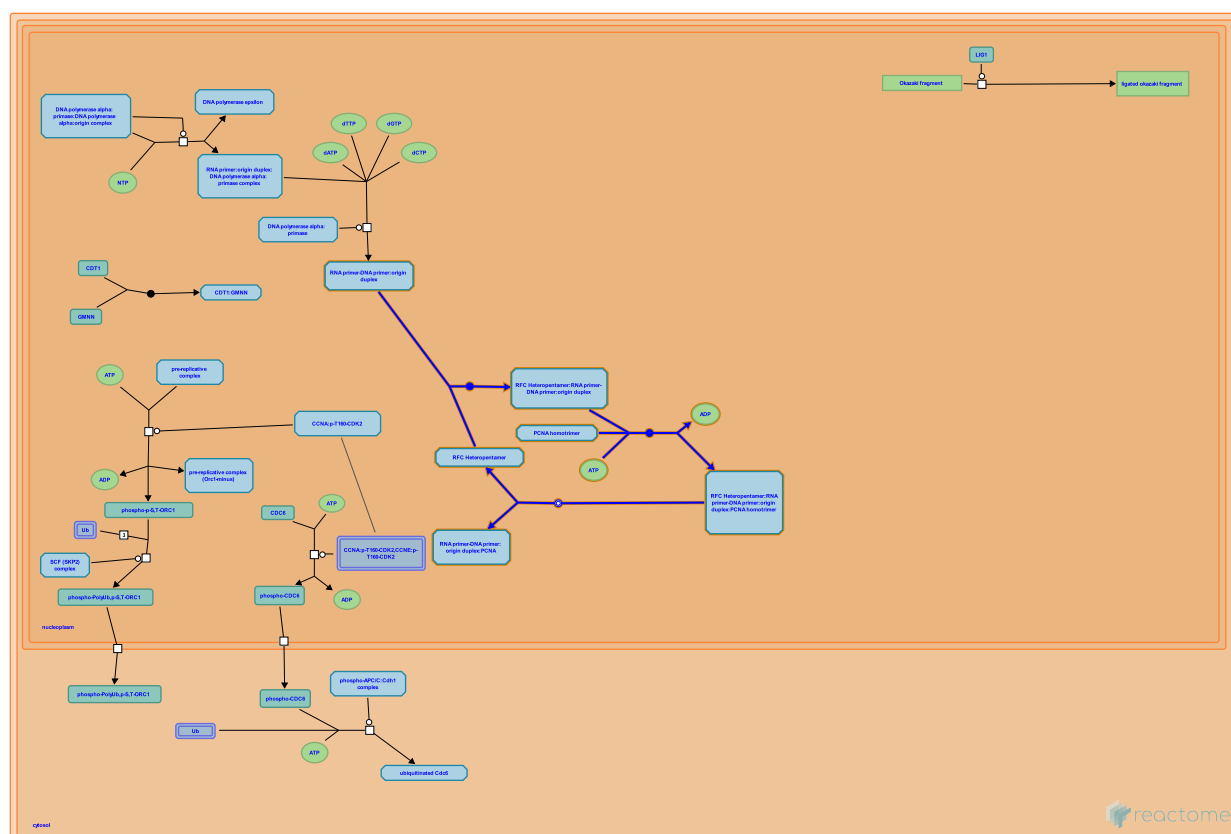 LIG1
Okazaki fragment
ligated okazaki fragment
DNA polymerase alpha:
primase:DNA polymerase
alpha:origin complex
DNA polymerase epsilon
NTP
RNA primer:origin duplex:
DNA polymerase alpha:
primase complex
dTTP
dGTP
dATP
dCTP
DNA polymerase alpha:
primase
RNA primer-DNA primer:origin
duplex
CDT1
GMNN
CDT1:GMNN
ATP
pre-replicative
complex
CCNA:p-T160-CDK2
ADP
pre-replicative complex
(Orc1-minus)
phospho-p-S,T-ORC1
Ub
3
SCF (SKP2)
complex
phospho-PolyUb,p-S,T-ORC1
nucleoplasm
RFC Heteropentamer:RNA primer-
DNA primer:origin duplex
PCNA homotrimer
ATP
ADP
RFC Heteropentamer
RFC Heteropentamer:RNA
primer-DNA primer:origin
duplex:PCNA homotrimer
RNA primer-DNA primer:
origin duplex:PCNA
CDC6
ATP
CCNA:p-T160-CDK2,CCNE:p-
T160-CDK2
phospho-CDC6
ADP
phospho-PolyUb,p-S,T-ORC1
phospho-CDC6
phospho-APC/C:Cdh1
complex
Ub
ATP
ubiquitinated Cdc6
cytosol
reactome